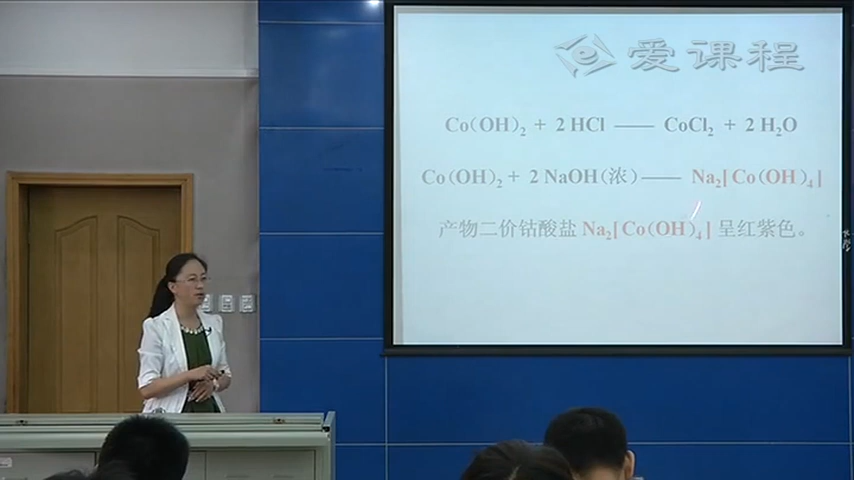 爱课程
Co(OH)₂ + 2 HCl —— CoCl₂ + 2 H₂O
Co(OH)₂ + 2 NaOH(浓)—— Na₂[Co(OH)₄]
产物二价钴酸盐 Na₂[Co(OH)₄] 呈红紫色。